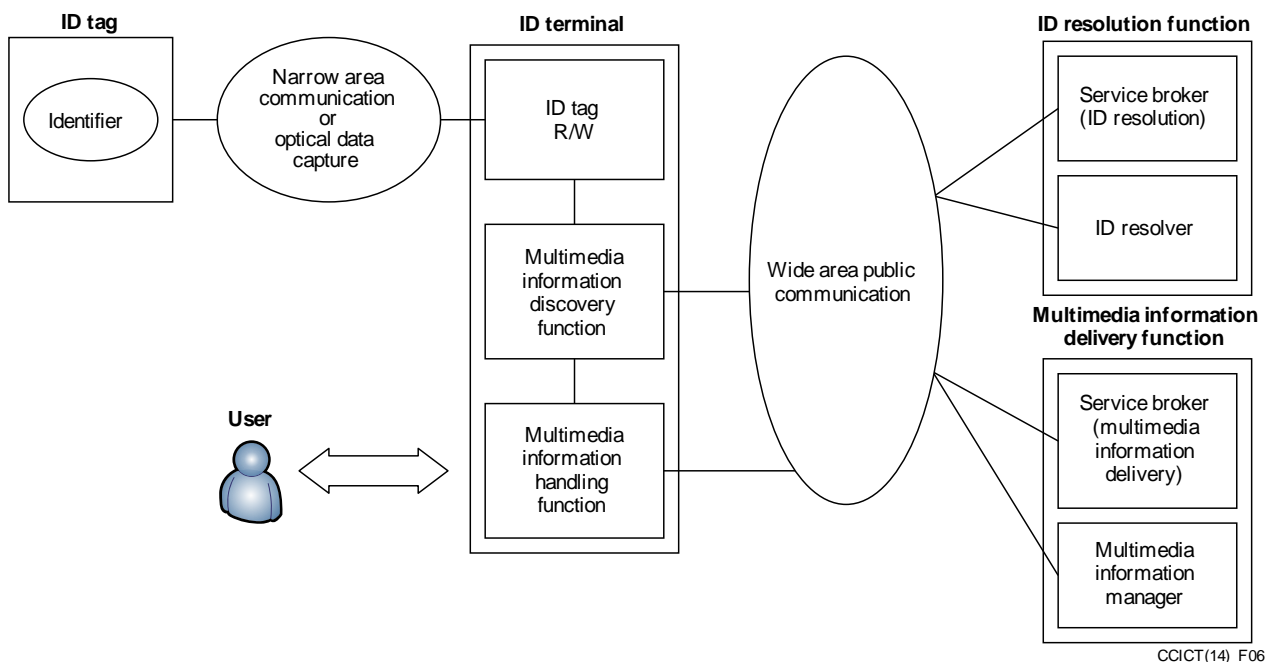 ID tag
Identifier
Narrow area
communication
or
optical data
capture
ID terminal
ID tag
R/W
Multimedia
information
discovery
function
Multimedia
information
handling
function
User
Wide area public
communication
ID resolution function
Service broker
(ID resolution)
ID resolver
Multimedia information
delivery function
Service broker
(multimedia
information
delivery)
Multimedia
information
manager
CCICT(14)_F06